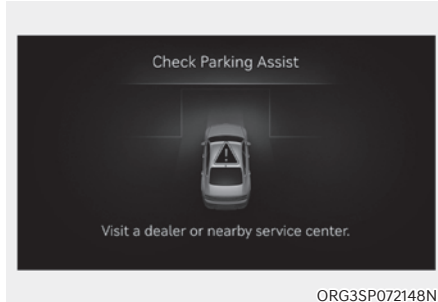 Check Parking Assist
Visit a dealer or nearby service center.
ORG3SP072148N